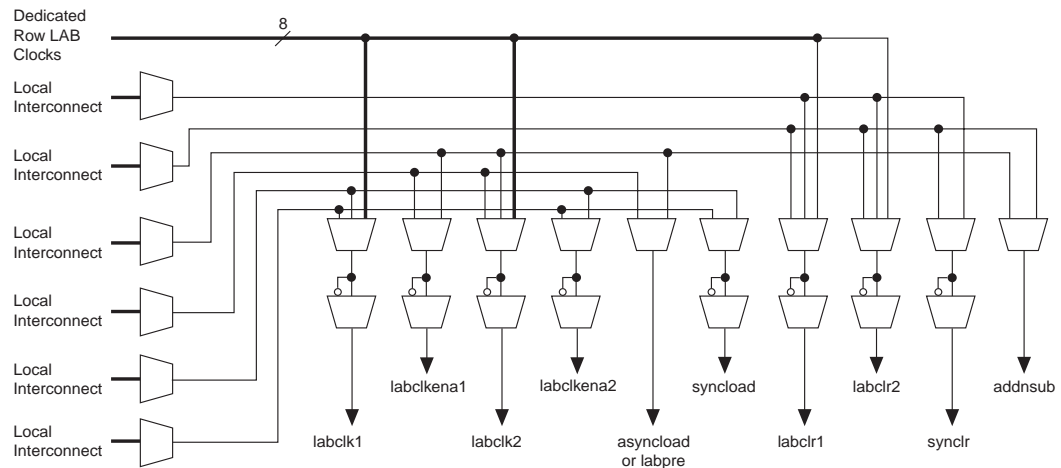 Dedicated
Row LAB
Clocks
8
Local
Interconnect
Local
Interconnect
Local
Interconnect
Local
Interconnect
Local
Interconnect
Local
Interconnect
labclkena1
labclkena2
syncload
labclr2
addnsub
labclk1
labclk2
asyncload
or labpre
labclr1
synclr